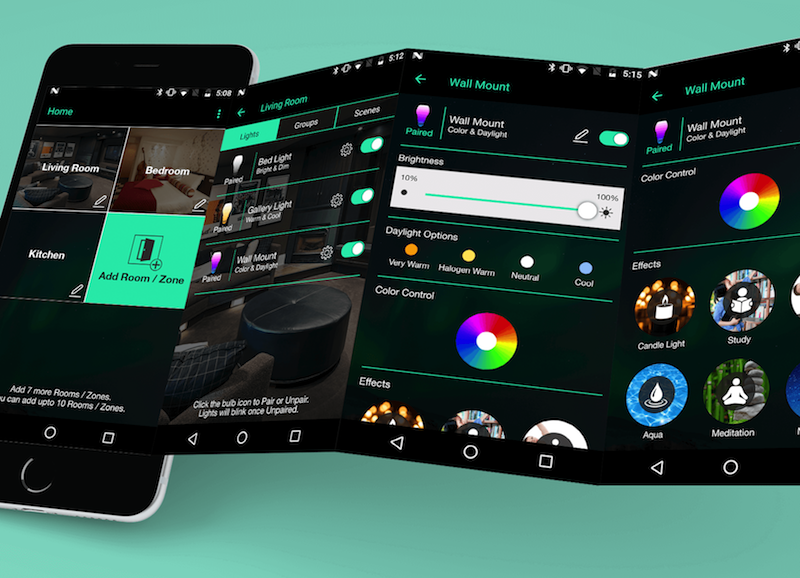 5:08
Home
Living Room
Bedroom
Kitchen
Add Room / Zone
Add 7 more Rooms / Zones.
ou can add upto 10 Rooms / Zones.
5:12
Living Room
Lights
Groups
Scenes
Paired
Bed Light
Bright & Dim
Paired
Gallery Light
Warm & Cool
Paired
Wall Mount
Color & Daylight
Click the bulb icon to Pair or Unpair.
Lights will blink once Unpaired.
5:15
Wall Mount
Paired
Wall Mount
Color & Daylight
Brightness
10%
100%
Daylight Options
Very Warm
Halogen Warm
Neutral
Cool
Color Control
Effects
Wall Mount
Paired
Wall Mount
Color & Daylight
Color Control
Effects
Candle Light
Study
Aqua
Meditation